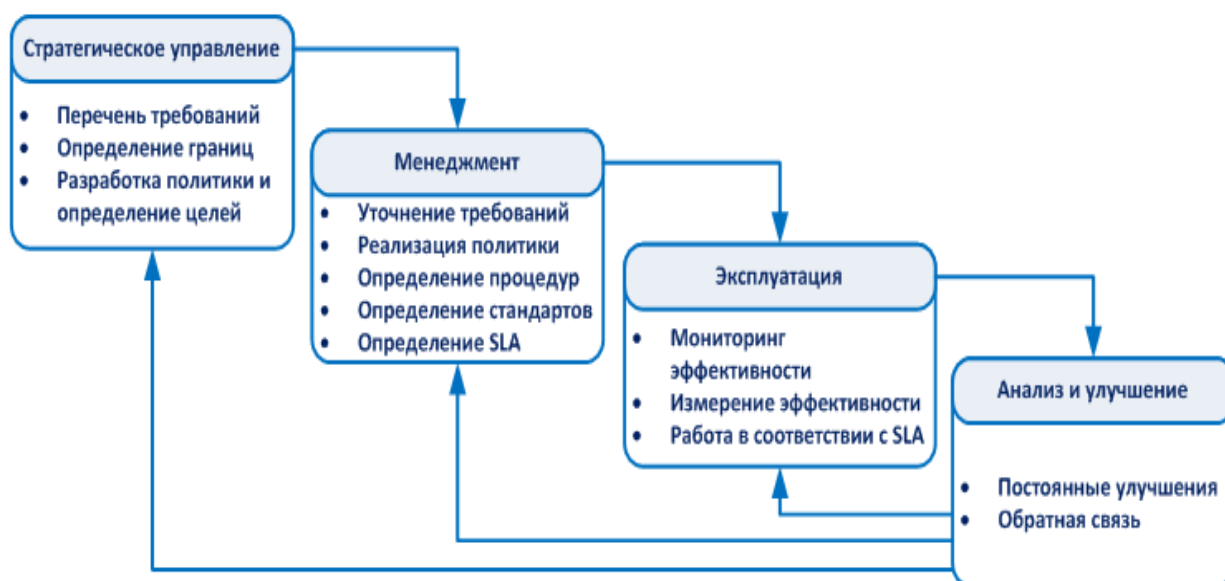 Стратегическое управление
• Перечень требований
• Определение границ
• Разработка политики и
определение целей
Менеджмент
• Уточнение требований
• Реализация политики
• Определение процедур
• Определение стандартов
• Определение SLA
Эксплуатация
• Мониторинг
эффективности
• Измерение эффективности
• Работа в соответствии с SLA
Анализ и улучшение
• Постоянные улучшения
• Обратная связь